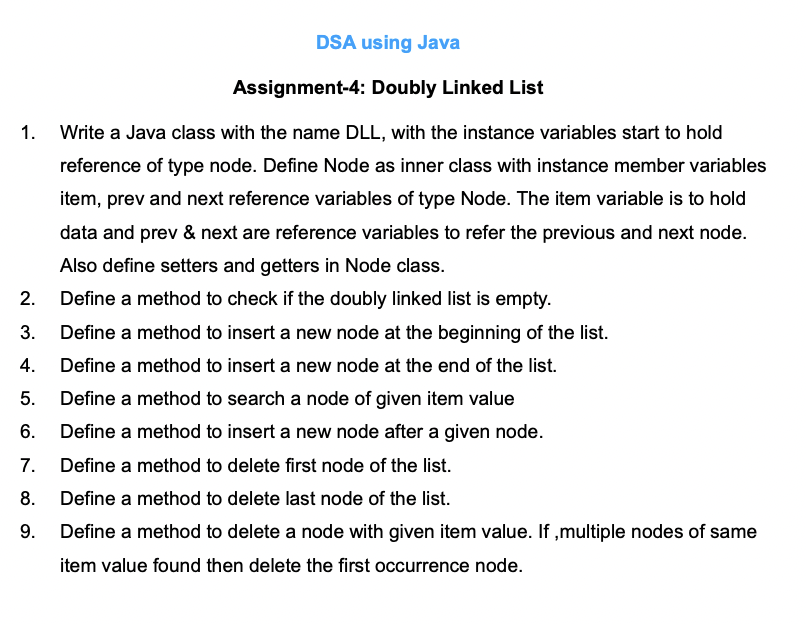 DSA using Java
Assignment-4: Doubly Linked List
1. Write a Java class with the name DLL, with the instance variables start to hold
reference of type node. Define Node as inner class with instance member variables
item, prev and next reference variables of type Node. The item variable is to hold
data and prev & next are reference variables to refer the previous and next node.
Also define setters and getters in Node class.
2. Define a method to check if the doubly linked list is empty.
3. Define a method to insert a new node at the beginning of the list.
4. Define a method to insert a new node at the end of the list.
5. Define a method to search a node of given item value
6. Define a method to insert a new node after a given node.
7. Define a method to delete first node of the list.
8. Define a method to delete last node of the list.
9. Define a method to delete a node with given item value. If ,multiple nodes of same
item value found then delete the first occurrence node.